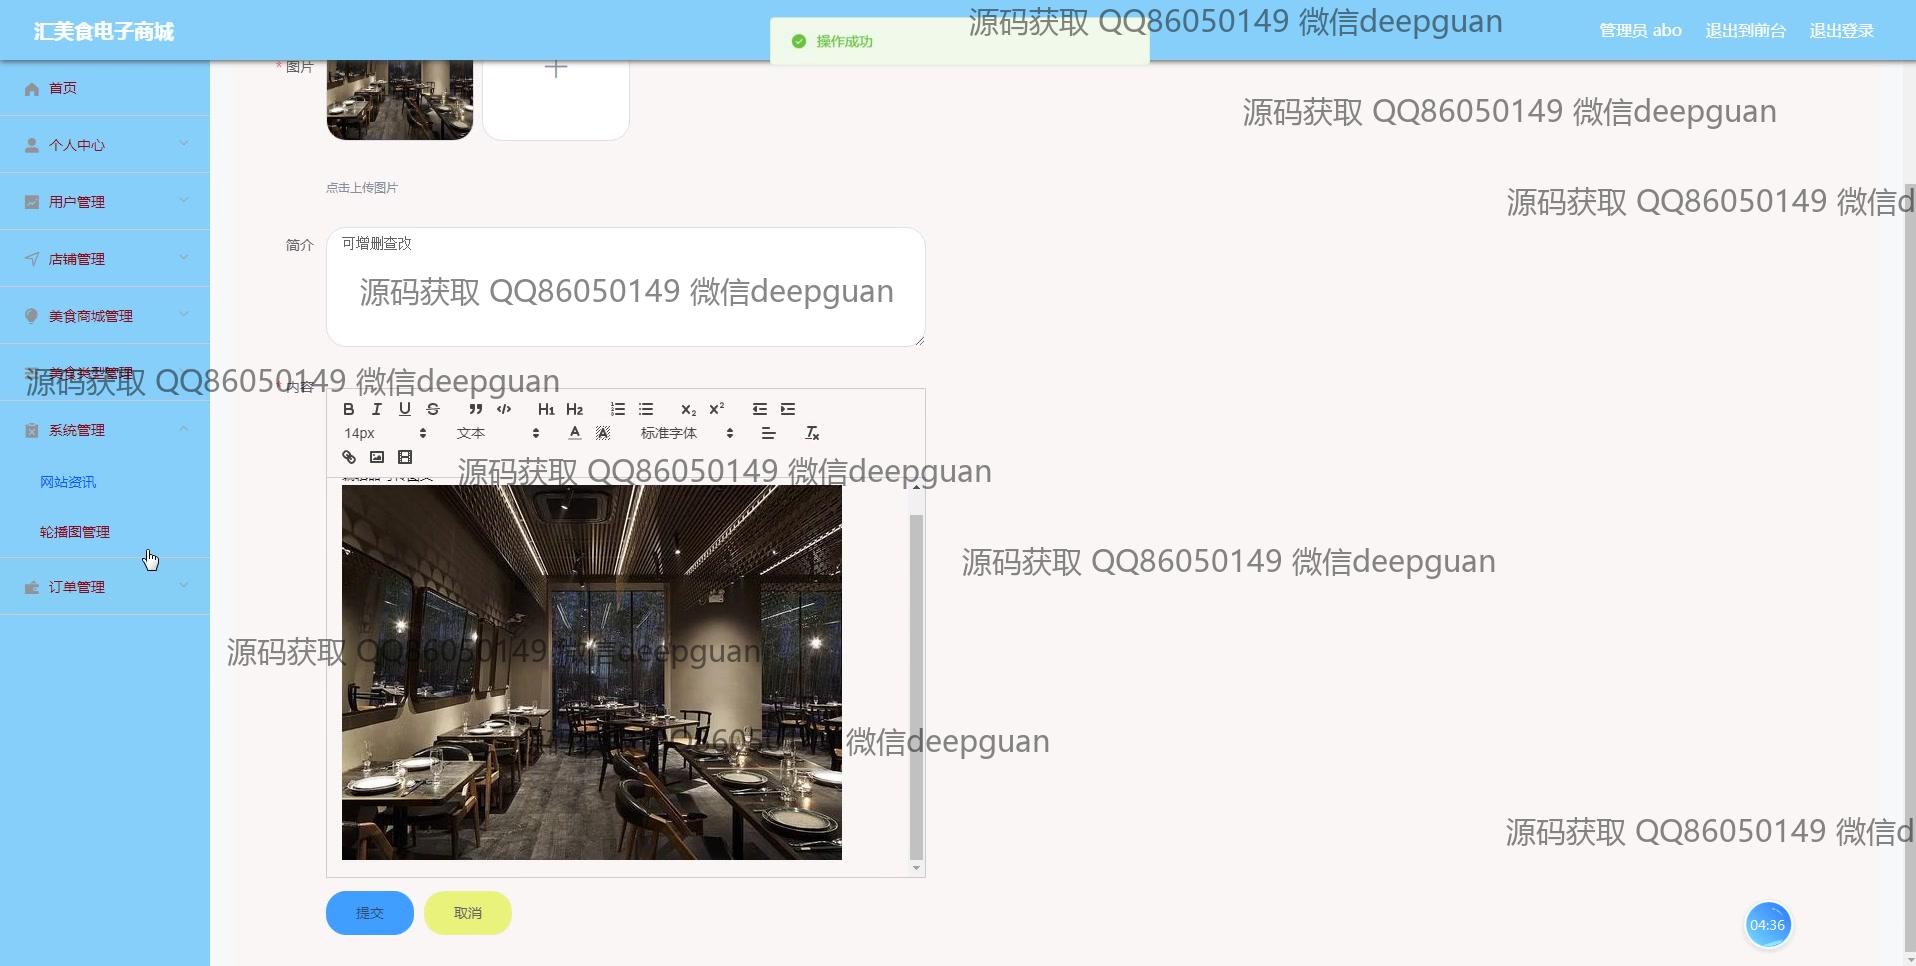 汇美食电子商城
源码获取 QQ86050149 微信deepguan
操作成功
管理员 abo
退出到前台
退出登录
首页
个人中心
用户管理
店铺管理
美食商城管理
美食类型管理
系统管理
网站资讯
轮播图管理
订单管理
* 图片
源码获取 QQ86050149 微信deepguan
点击上传图片
源码获取 QQ86050149 微信d
简介
可增删查改
源码获取 QQ86050149 微信deepguan
源码获取 QQ86050149 微信deepguan
* 内容
B I U S H1 H2 X2 X2
14px
文本
A
A
标准字体
Tx
源码获取 QQ86050149 微信deepguan
源码获取 QQ86050149 微信deepguan
源码获取 QQ86050149 微信deepguan
微信deepguan
源码获取 QQ86050149 微信d
提交
取消
04:36